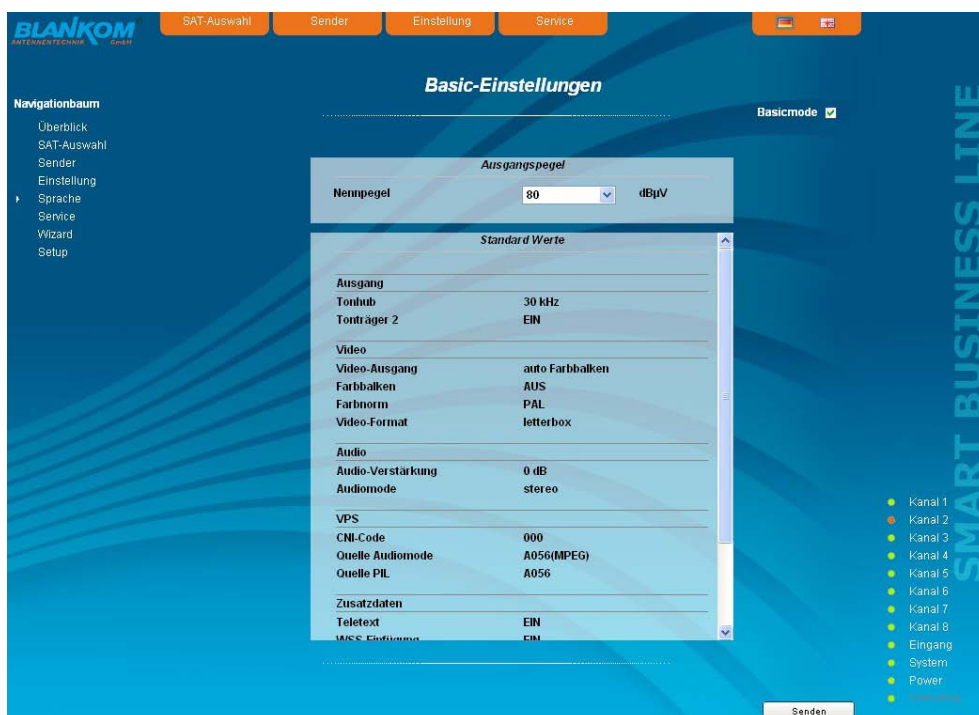 BLANKOM
ANTENNENTECHNIK GmbH
SAT-Auswahl
Sender
Einstellung
Service
Basic-Einstellungen
Basicmode
Navigationbaum
Überblick
SAT-Auswahl
Sender
Einstellung
Sprache
Service
Wizard
Setup
Ausgangspegel
Nennpegel 80 dBµV
Standard Werte
Ausgang
Tonhub 30 kHz
Tonträger 2 EIN
Video
Video-Ausgang auto Farbbalken
Farbbalken AUS
Farbnorm PAL
Video-Format letterbox
Audio
Audio-Verstärkung 0 dB
Audiomode stereo
VPS
CNI-Code 000
Quelle Audiomode A056(MPEG)
Quelle PIL A056
Zusatzdaten
Teletext EIN
WSS Einfügung EIN
Kanal 1
Kanal 2
Kanal 3
Kanal 4
Kanal 5
Kanal 6
Kanal 7
Kanal 8
Eingang
System
Power
Senden
SMART BUSINESS LINE